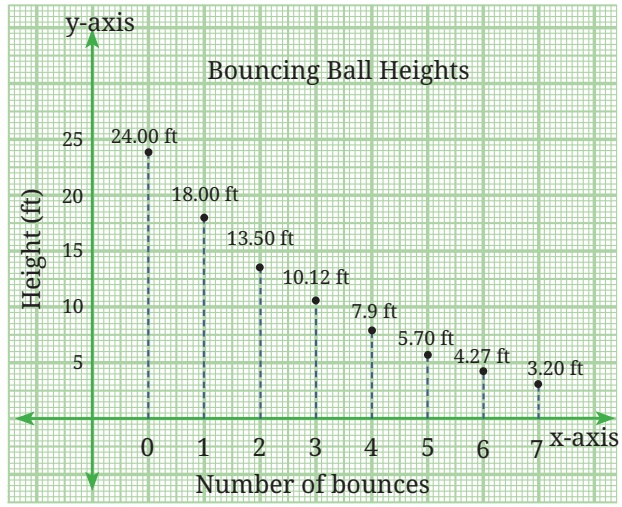 y-axis
Bouncing Ball Heights
25
24.00 ft
20
18.00 ft
Height (ft)
15
13.50 ft
10
10.12 ft
7.9 ft
5
5.70 ft
4.27 ft
3.20 ft
0 1 2 3 4 5 6 7
x-axis
Number of bounces